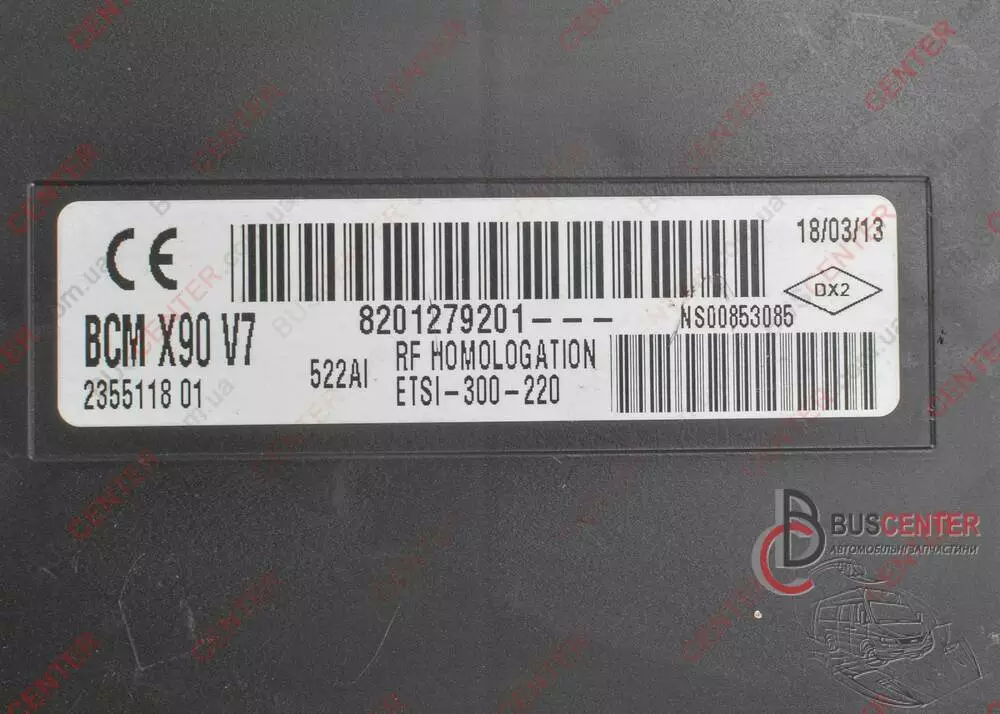 CE
18/03/13
DX2
8201279201---
NS00853085
BCM X90 V7
522AI
RF HOMOLOGATION
2355118 01
ETSI-300-220
BUSCENTER
АВТОМОБІЛЬНІ ЗАПЧАСТИНИ